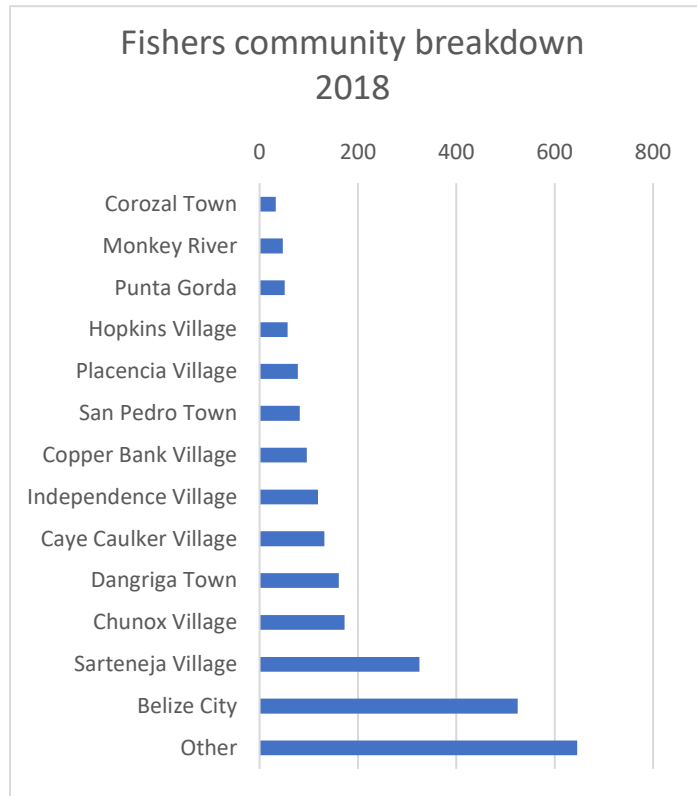 Fishers community breakdown
2018
0 200 400 600 800
Corozal Town
Monkey River
Punta Gorda
Hopkins Village
Placencia Village
San Pedro Town
Copper Bank Village
Independence Village
Caye Caulker Village
Dangriga Town
Chunox Village
Sarteneja Village
Belize City
Other